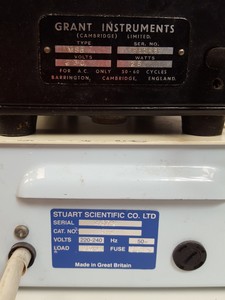 GRANT INSTRUMENTS
(CAMBRIDGE) LIMITED.
TYPE SER. NO.
VOLTS WATTS
FOR A.C. ONLY 50-60 CYCLES
BARRINGTON, CAMBRIDGE, ENGLAND.
STUART SCIENTIFIC CO. LTD
SERIAL
CAT. NO.
VOLTS 220-240 Hz 50~
LOAD FUSE
Made in Great Britain